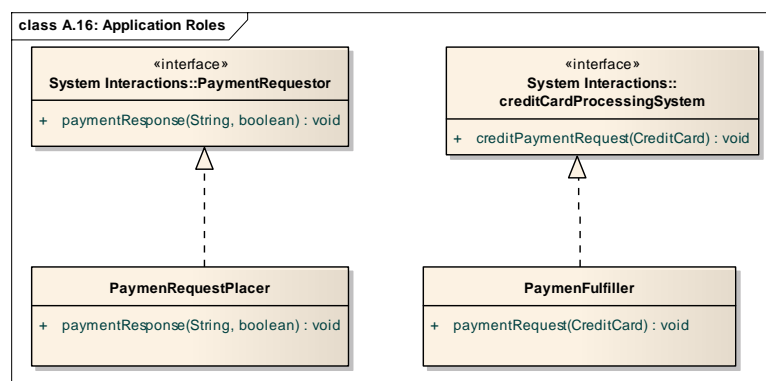 class A.16: Application Roles
«interface»
System Interactions::PaymentRequestor
+ paymentResponse(String, boolean) : void
«interface»
System Interactions::
creditCardProcessingSystem
+ creditPaymentRequest(CreditCard) : void
PaymenRequestPlacer
+ paymentResponse(String, boolean) : void
PaymenFulfiller
+ paymentRequest(CreditCard) : void